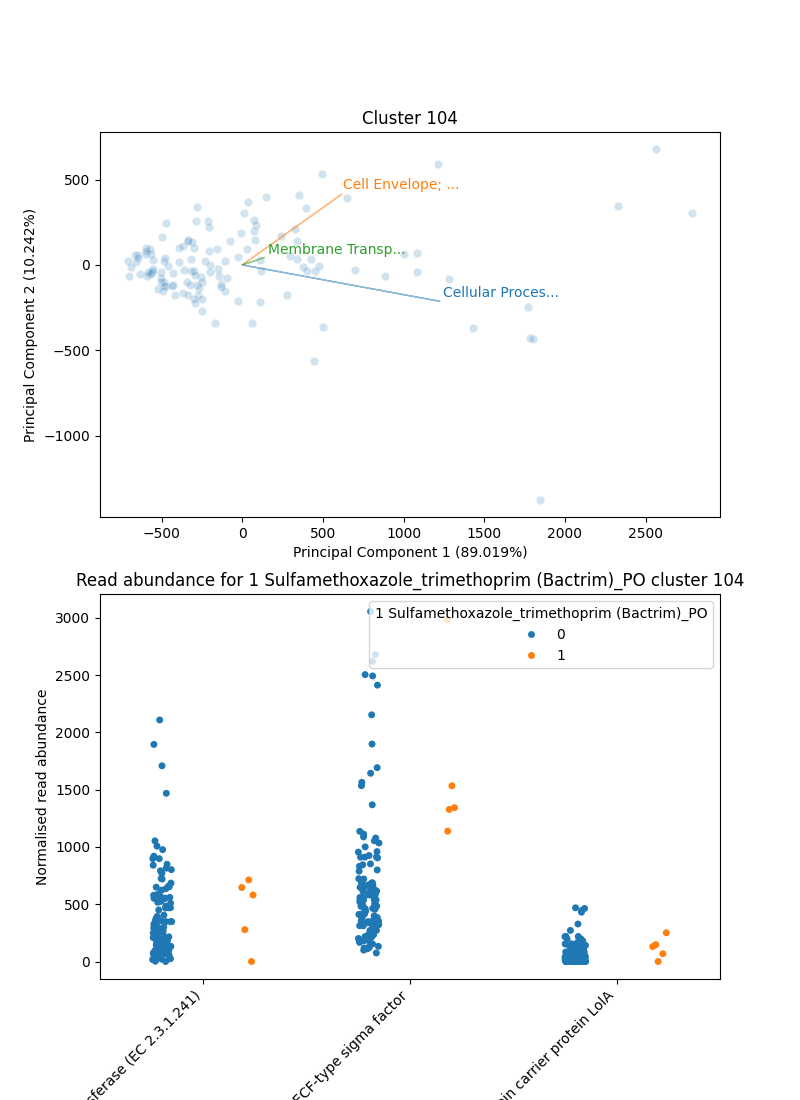 Cluster 104
Principal Component 2 (10.242%)
500
0
−500
−1000
Cell Envelope; ...
Membrane Transp...
Cellular Proces...
−500 0 500 1000 1500 2000 2500
Principal Component 1 (89.019%)
Read abundance for 1 Sulfamethoxazole_trimethoprim (Bactrim)_PO cluster 104
Normalised read abundance
3000
2500
2000
1500
1000
500
0
1 Sulfamethoxazole_trimethoprim (Bactrim)_PO
0
1
sferase (EC 2.3.1.241)
ECF-type sigma factor
in carrier protein LolA